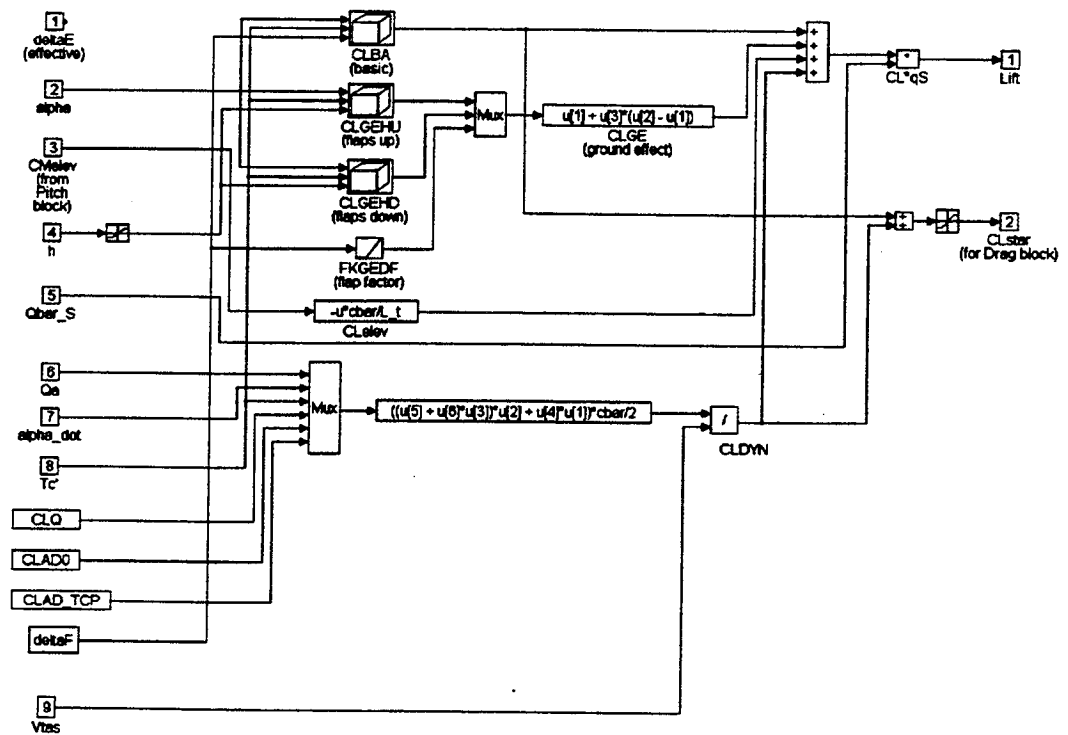 1
deltaE
(effective)
2
alpha
3
CMelev
(from
Pitch
block)
4
h
5
Qbar_S
6
Qa
7
alpha_dot
8
Tc'
CLQ
CLAD0
CLAD_TCP
deltaF
9
Vtas
CLBA
(basic)
CLGEHU
(flaps up)
CLGEHD
(flaps down)
FKGEDF
(flap factor)
-u*cbar/L_t
CLelev
Mux
u[1] + u[3]*(u[2] - u[1])
CLGE
(ground effect)
Mux
((u[5] + u[6]*u[3])*u[2] + u[4]*u[1])*cbar/2
/
CLDYN
+
+
+
+
*
CL*qS
1
Lift
+
+
2
CLstar
(for Drag block)